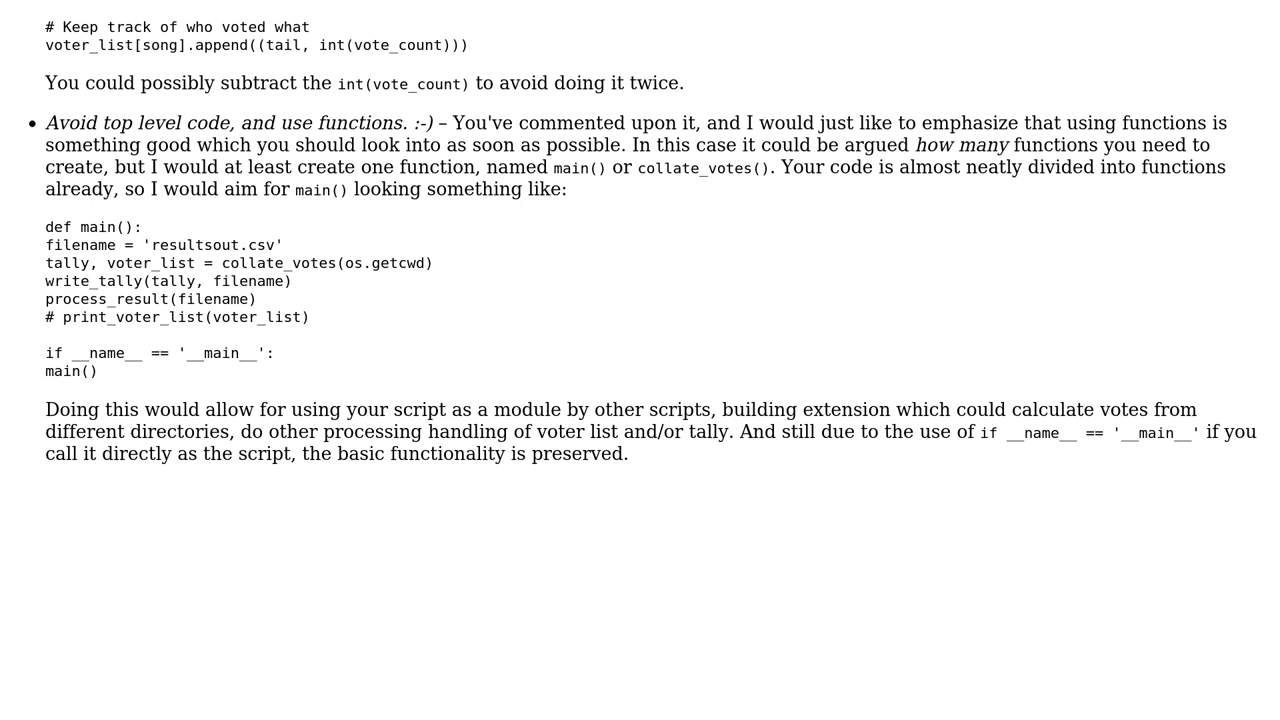 # Keep track of who voted what
voter_list[song].append((tail, int(vote_count)))
You could possibly subtract the int(vote_count) to avoid doing it twice.
• Avoid top level code, and use functions. :-) – You've commented upon it, and I would just like to emphasize that using functions is
something good which you should look into as soon as possible. In this case it could be argued how many functions you need to
create, but I would at least create one function, named main() or collate_votes(). Your code is almost neatly divided into functions
already, so I would aim for main() looking something like:
def main():
filename = 'resultsout.csv'
tally, voter_list = collate_votes(os.getcwd)
write_tally(tally, filename)
process_result(filename)
# print_voter_list(voter_list)
if __name__ == '__main__':
main()
Doing this would allow for using your script as a module by other scripts, building extension which could calculate votes from
different directories, do other processing handling of voter list and/or tally. And still due to the use of if __name__ == '__main__' if you
call it directly as the script, the basic functionality is preserved.